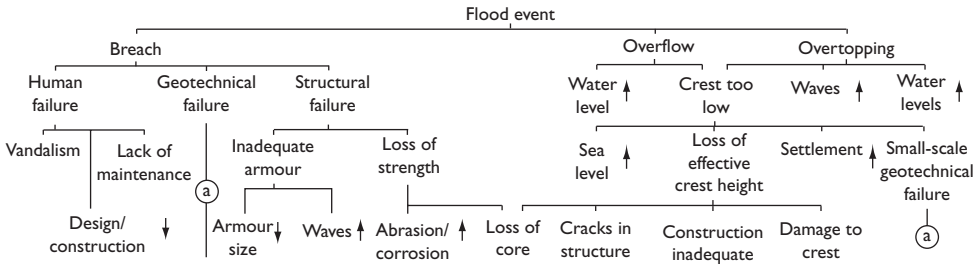 Flood event
Breach
Overflow
Overtopping
Human
failure
Geotechnical
failure
Structural
failure
Water
level
Crest too
low
Waves
Water
levels
Vandalism
Lack of
maintenance
Inadequate
armour
Loss of
strength
Sea
level
Loss of
effective
crest height
Settlement
Small-scale
geotechnical
failure
a
Design/
construction
Armour
size
Waves
Abrasion/
corrosion
Loss of
core
Cracks in
structure
Construction
inadequate
Damage to
crest
a